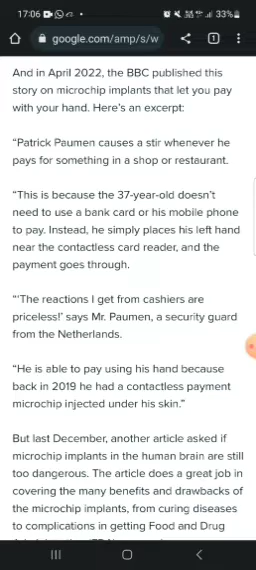 17:06
33%
google.com/amp/s/w
1
And in April 2022, the BBC published this
story on microchip implants that let you pay
with your hand. Here's an excerpt:
“Patrick Paumen causes a stir whenever he
pays for something in a shop or restaurant.
“This is because the 37-year-old doesn’t
need to use a bank card or his mobile phone
to pay. Instead, he simply places his left hand
near the contactless card reader, and the
payment goes through.
“‘The reactions I get from cashiers are
priceless!’ says Mr. Paumen, a security guard
from the Netherlands.
“He is able to pay using his hand because
back in 2019 he had a contactless payment
microchip injected under his skin.”
But last December, another article asked if
microchip implants in the human brain are still
too dangerous. The article does a great job in
covering the many benefits and drawbacks of
the microchip implants, from curing diseases
to complications in getting Food and Drug